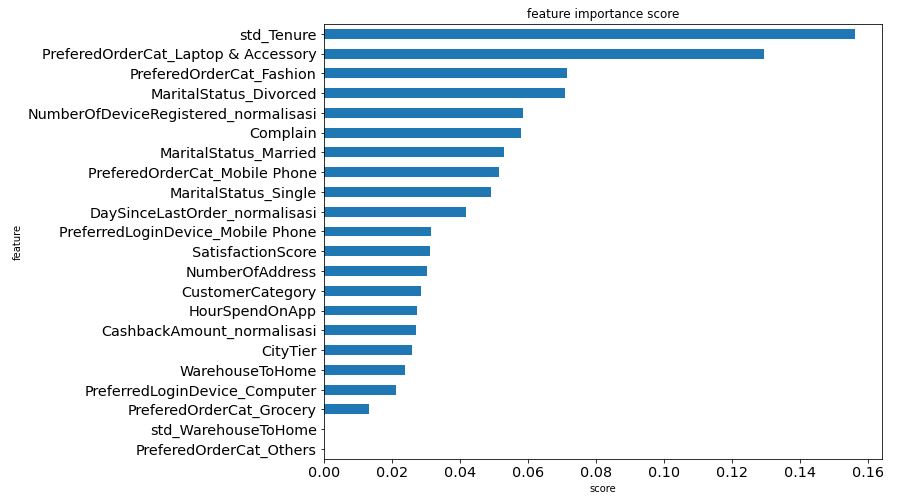 feature importance score
std_Tenure
PreferedOrderCat_Laptop & Accessory
PreferedOrderCat_Fashion
MaritalStatus_Divorced
NumberOfDeviceRegistered_normalisasi
Complain
MaritalStatus_Married
PreferedOrderCat_Mobile Phone
MaritalStatus_Single
DaySinceLastOrder_normalisasi
PreferredLoginDevice_Mobile Phone
SatisfactionScore
NumberOfAddress
CustomerCategory
HourSpendOnApp
CashbackAmount_normalisasi
CityTier
WarehouseToHome
PreferredLoginDevice_Computer
PreferedOrderCat_Grocery
std_WarehouseToHome
PreferedOrderCat_Others
feature
0.00 0.02 0.04 0.06 0.08 0.10 0.12 0.14 0.16
score